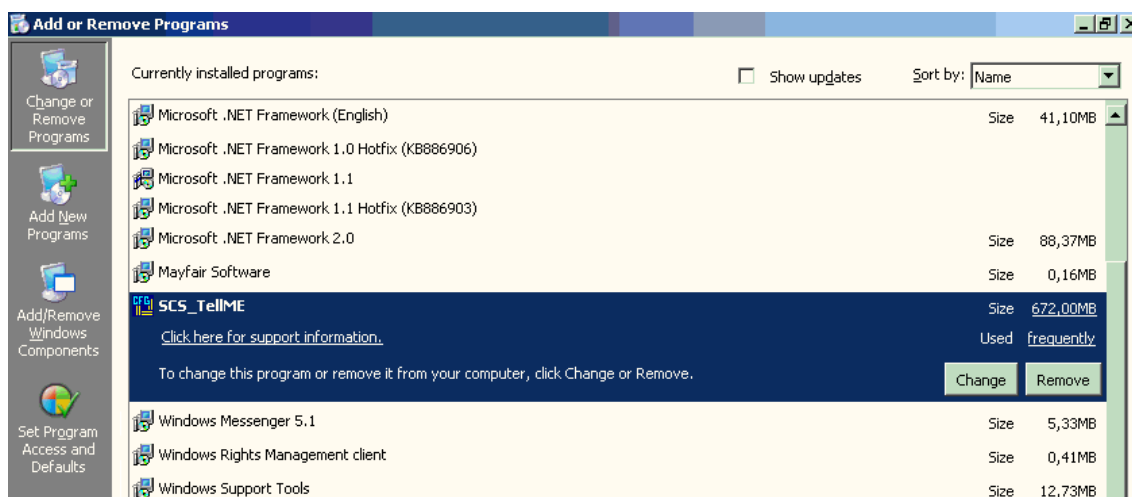 Add or Remove Programs
Currently installed programs:
Show updates
Sort by: Name
Change or
Remove
Programs
Add New
Programs
Add/Remove
Windows
Components
Set Program
Access and
Defaults
Microsoft .NET Framework (English) Size 41,10MB
Microsoft .NET Framework 1.0 Hotfix (KB886906)
Microsoft .NET Framework 1.1
Microsoft .NET Framework 1.1 Hotfix (KB886903)
Microsoft .NET Framework 2.0 Size 88,37MB
Mayfair Software Size 0,16MB
SCS_TellME Size 672,00MB
Click here for support information. Used frequently
To change this program or remove it from your computer, click Change or Remove.
Change Remove
Windows Messenger 5.1 Size 5,33MB
Windows Rights Management client Size 0,41MB
Windows Support Tools Size 12,73MB